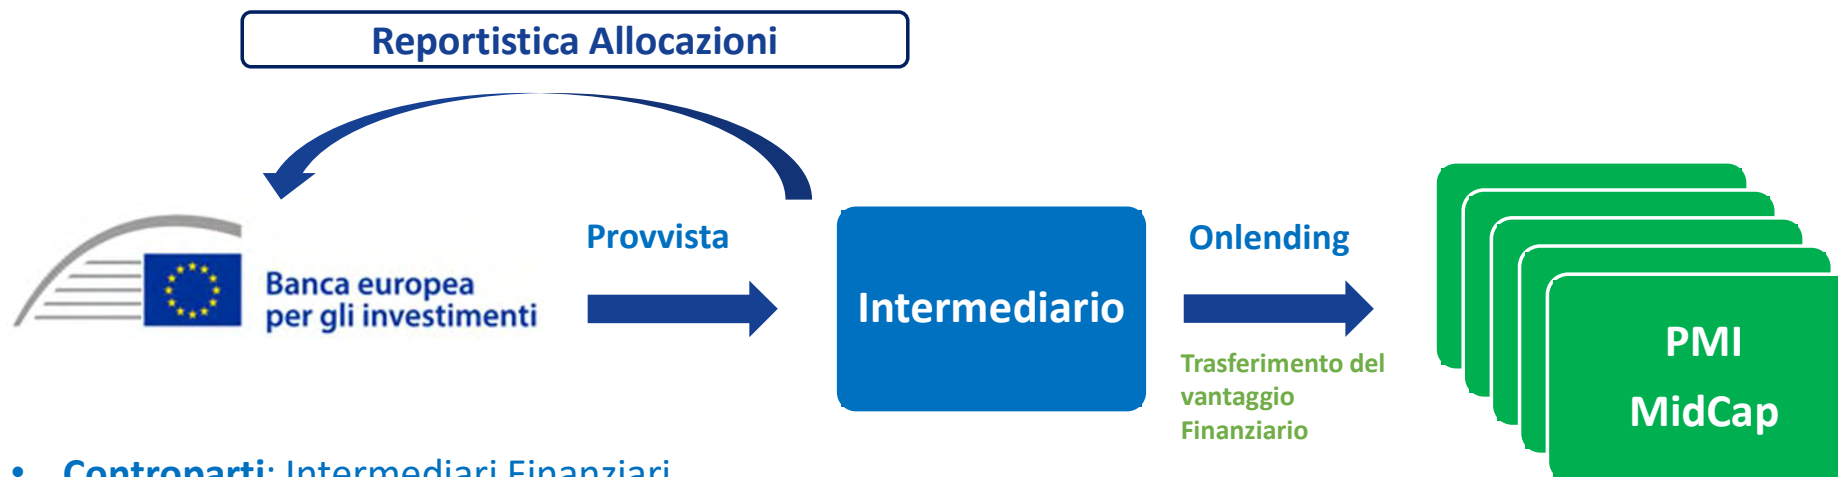 Reportistica Allocazioni
Banca europea
per gli investimenti
Provvista
Intermediario
Onlending
Trasferimento del
vantaggio
Finanziario
PMI
MidCap
• Controparti: Intermediari Finanziari